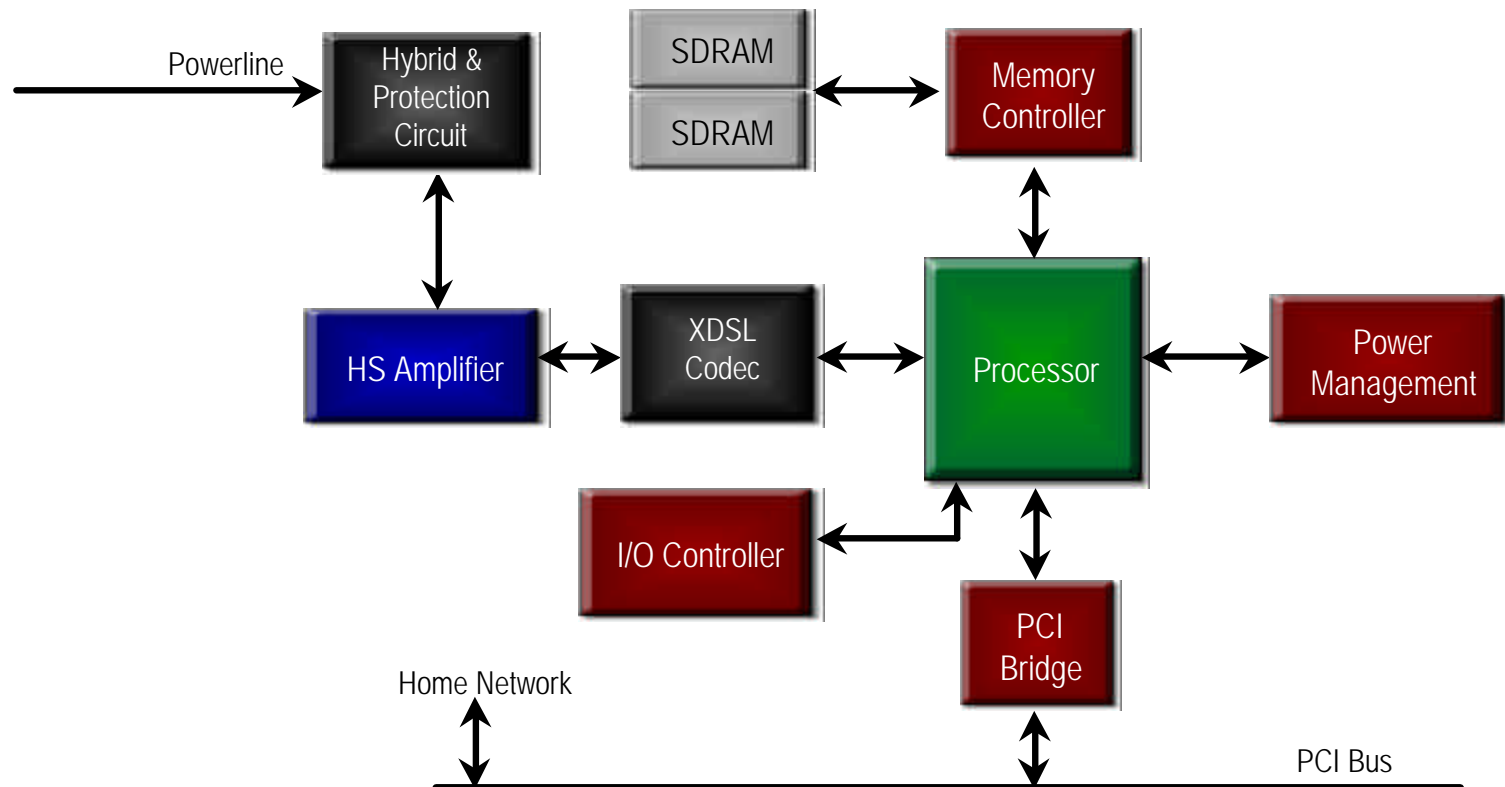 Powerline
Hybrid &
Protection
Circuit
SDRAM
SDRAM
Memory
Controller
HS Amplifier
XDSL
Codec
Processor
Power
Management
I/O Controller
PCI
Bridge
Home Network
PCI Bus